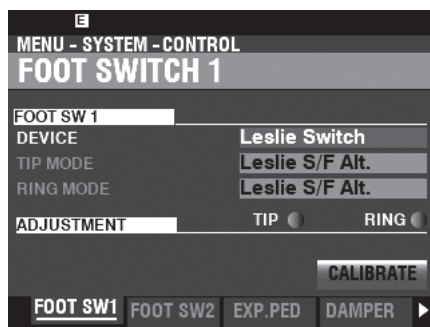 E
MENU - SYSTEM - CONTROL
FOOT SWITCH 1
FOOT SW 1
DEVICE Leslie Switch
TIP MODE Leslie S/F Alt.
RING MODE Leslie S/F Alt.
ADJUSTMENT TIP RING
CALIBRATE
FOOT SW1 FOOT SW2 EXP.PED DAMPER